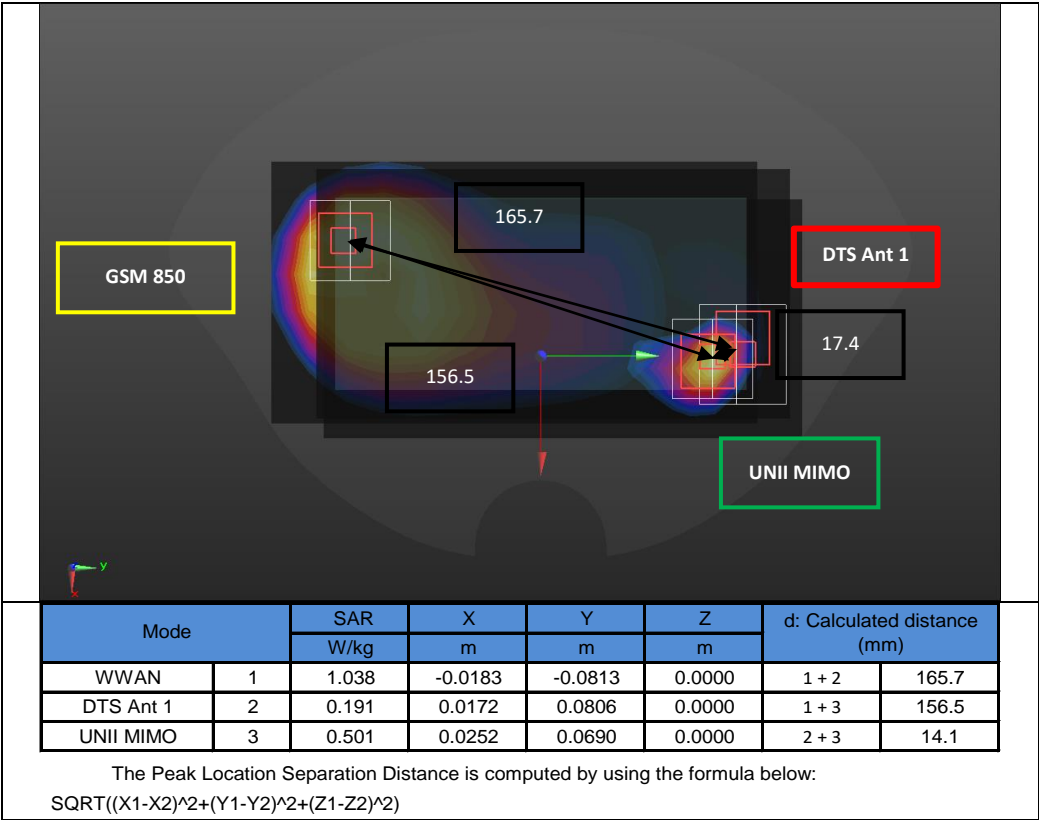 165.7
DTS Ant 1
GSM 850
17.4
156.5
UNII MIMO
y
x
Mode SAR X Y Z d: Calculated distance (mm)
W/kg m m m
WWAN 1 1.038 -0.0183 -0.0813 0.0000 1 + 2 165.7
DTS Ant 1 2 0.191 0.0172 0.0806 0.0000 1 + 3 156.5
UNII MIMO 3 0.501 0.0252 0.0690 0.0000 2 + 3 14.1
The Peak Location Separation Distance is computed by using the formula below:
SQRT((X1-X2)^2+(Y1-Y2)^2+(Z1-Z2)^2)